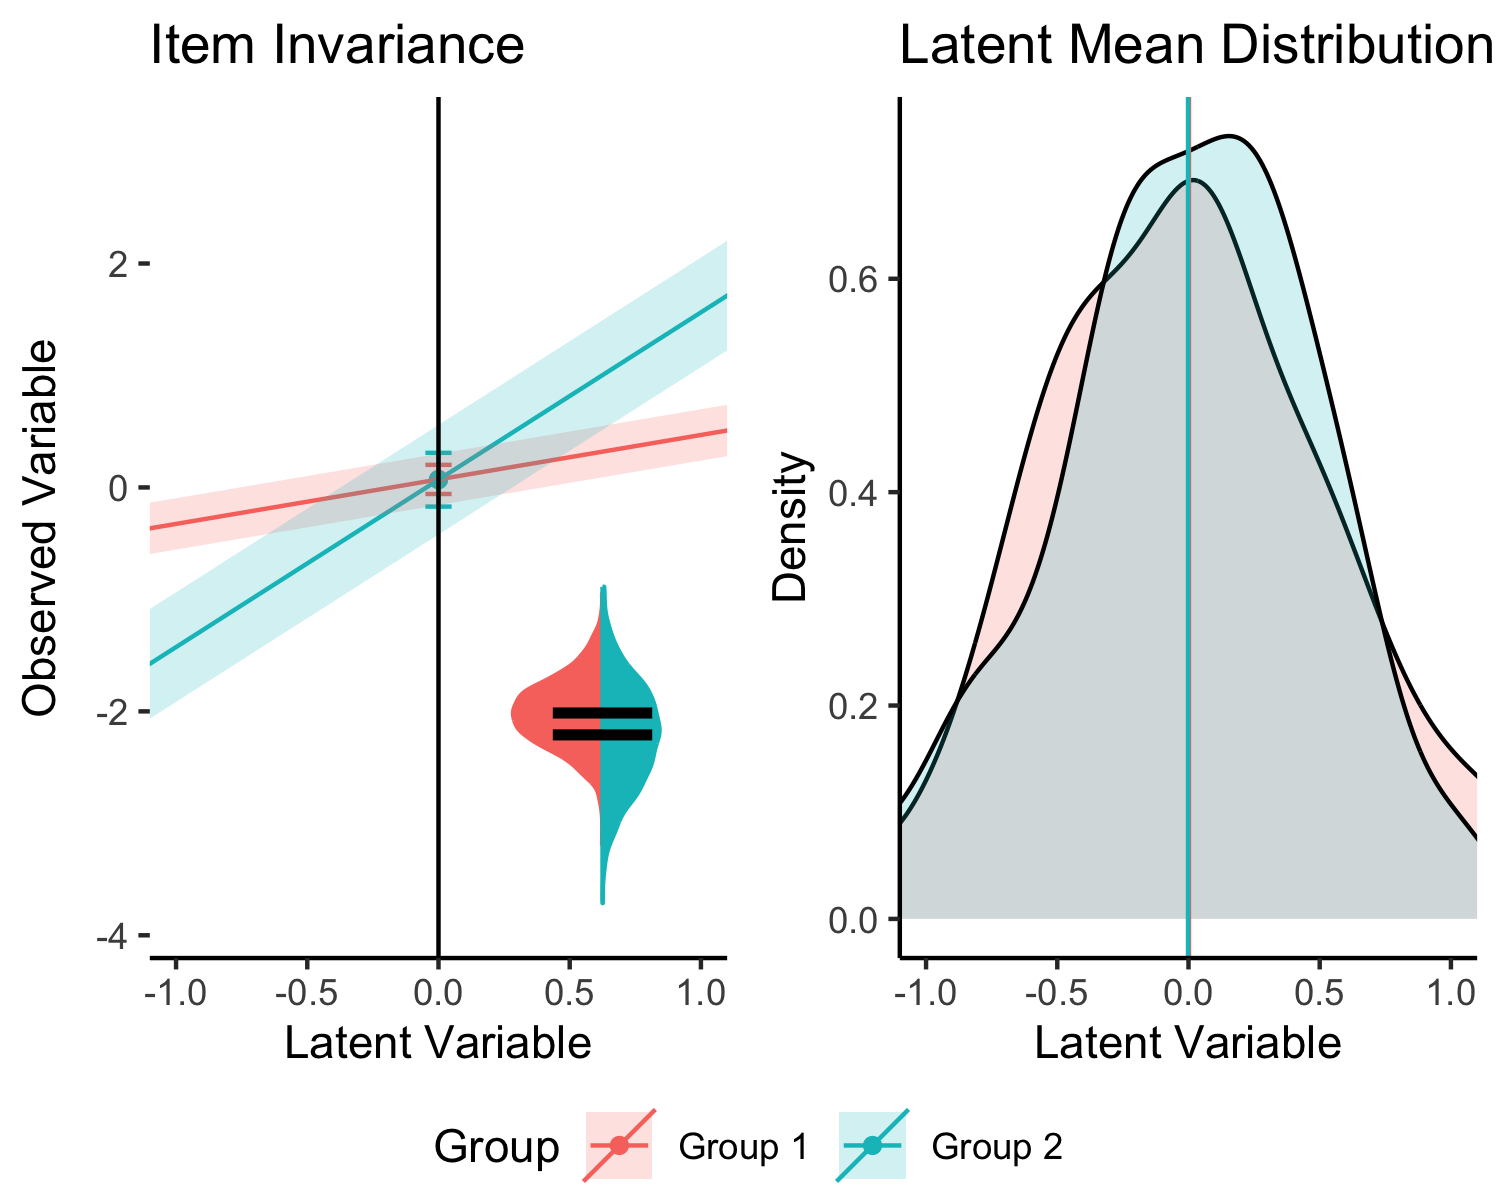 Item Invariance
Observed Variable
2
0
-2
-4
-1.0 -0.5 0.0 0.5 1.0
Latent Variable
Latent Mean Distribution
Density
0.6
0.4
0.2
0.0
-1.0 -0.5 0.0 0.5 1.0
Latent Variable
Group Group 1 Group 2